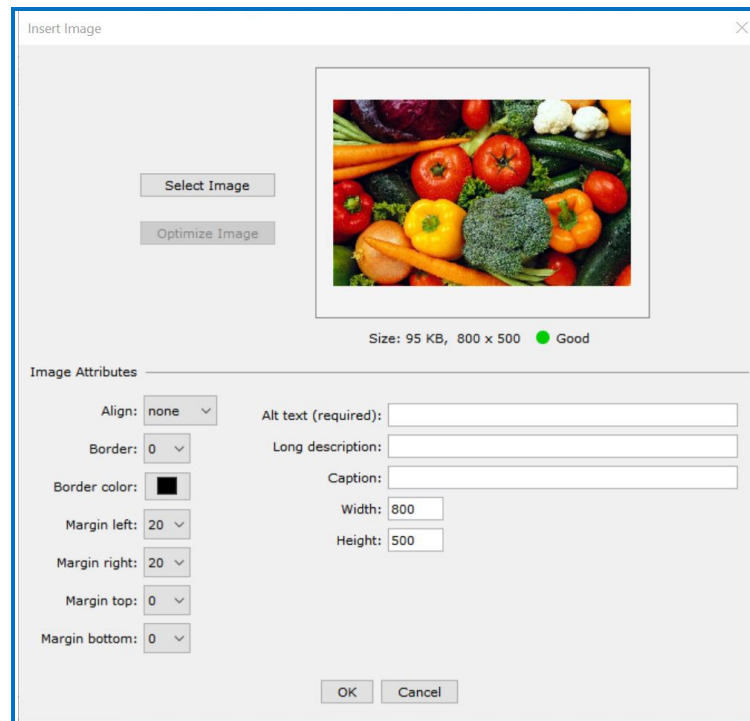 Insert Image
Select Image
Optimize Image
Size: 95 KB, 800 x 500 Good
Image Attributes
Align: none
Border: 0
Border color:
Margin left: 20
Margin right: 20
Margin top: 0
Margin bottom: 0
Alt text (required):
Long description:
Caption:
Width: 800
Height: 500
OK Cancel